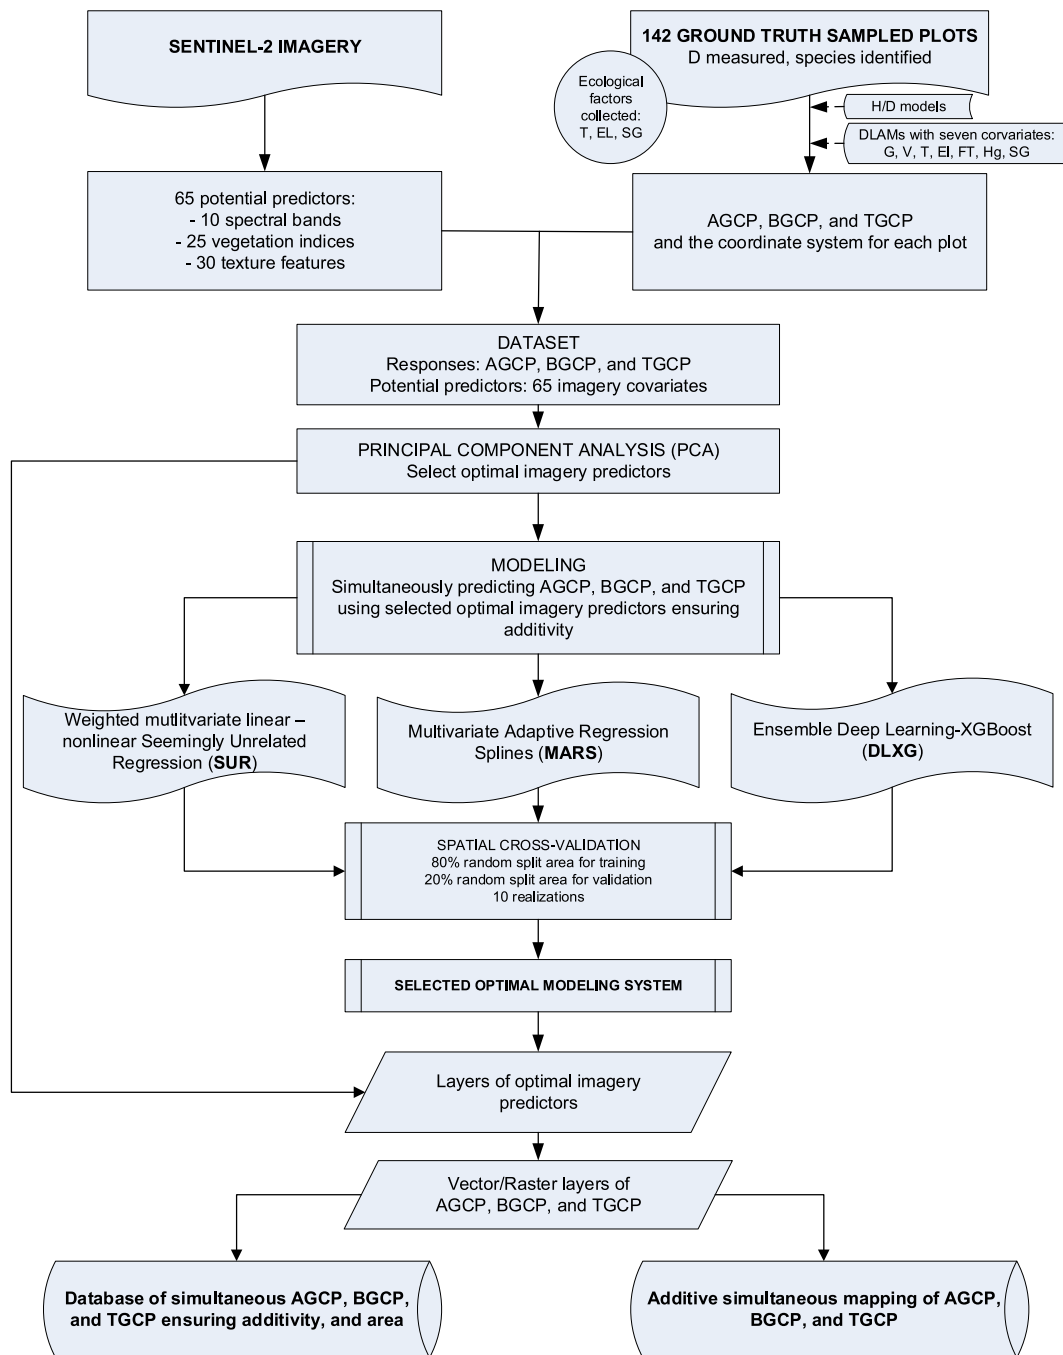 SENTINEL-2 IMAGERY
142 GROUND TRUTH SAMPLED PLOTS
D measured, species identified
Ecological
factors
collected:
T, EL, SG
H/D models
DLAMs with seven corvariates:
G, V, T, El, FT, Hg, SG
65 potential predictors:
- 10 spectral bands
- 25 vegetation indices
- 30 texture features
AGCP, BGCP, and TGCP
and the coordinate system for each plot
DATASET
Responses: AGCP, BGCP, and TGCP
Potential predictors: 65 imagery covariates
PRINCIPAL COMPONENT ANALYSIS (PCA)
Select optimal imagery predictors
MODELING
Simultaneously predicting AGCP, BGCP, and TGCP
using selected optimal imagery predictors ensuring
additivity
Weighted mutlitvariate linear –
nonlinear Seemingly Unrelated
Regression (SUR)
Multivariate Adaptive Regression
Splines (MARS)
Ensemble Deep Learning-XGBoost
(DLXG)
SPATIAL CROSS-VALIDATION
80% random split area for training
20% random split area for validation
10 realizations
SELECTED OPTIMAL MODELING SYSTEM
Layers of optimal imagery
predictors
Vector/Raster layers of
AGCP, BGCP, and TGCP
Database of simultaneous AGCP, BGCP,
and TGCP ensuring additivity, and area
Additive simultaneous mapping of AGCP,
BGCP, and TGCP